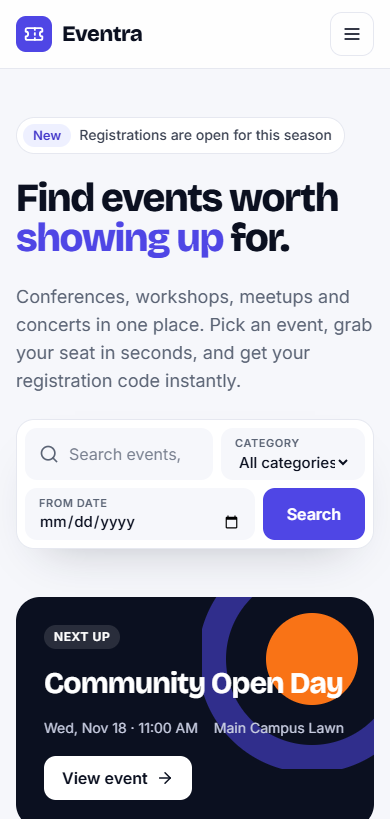 Eventra
New Registrations are open for this season
Find events worth
showing up for.
Conferences, workshops, meetups and
concerts in one place. Pick an event, grab
your seat in seconds, and get your
registration code instantly.
Search events,
CATEGORY
All categories
FROM DATE
mm/dd/yyyy
Search
NEXT UP
Community Open Day
Wed, Nov 18 · 11:00 AM Main Campus Lawn
View event →